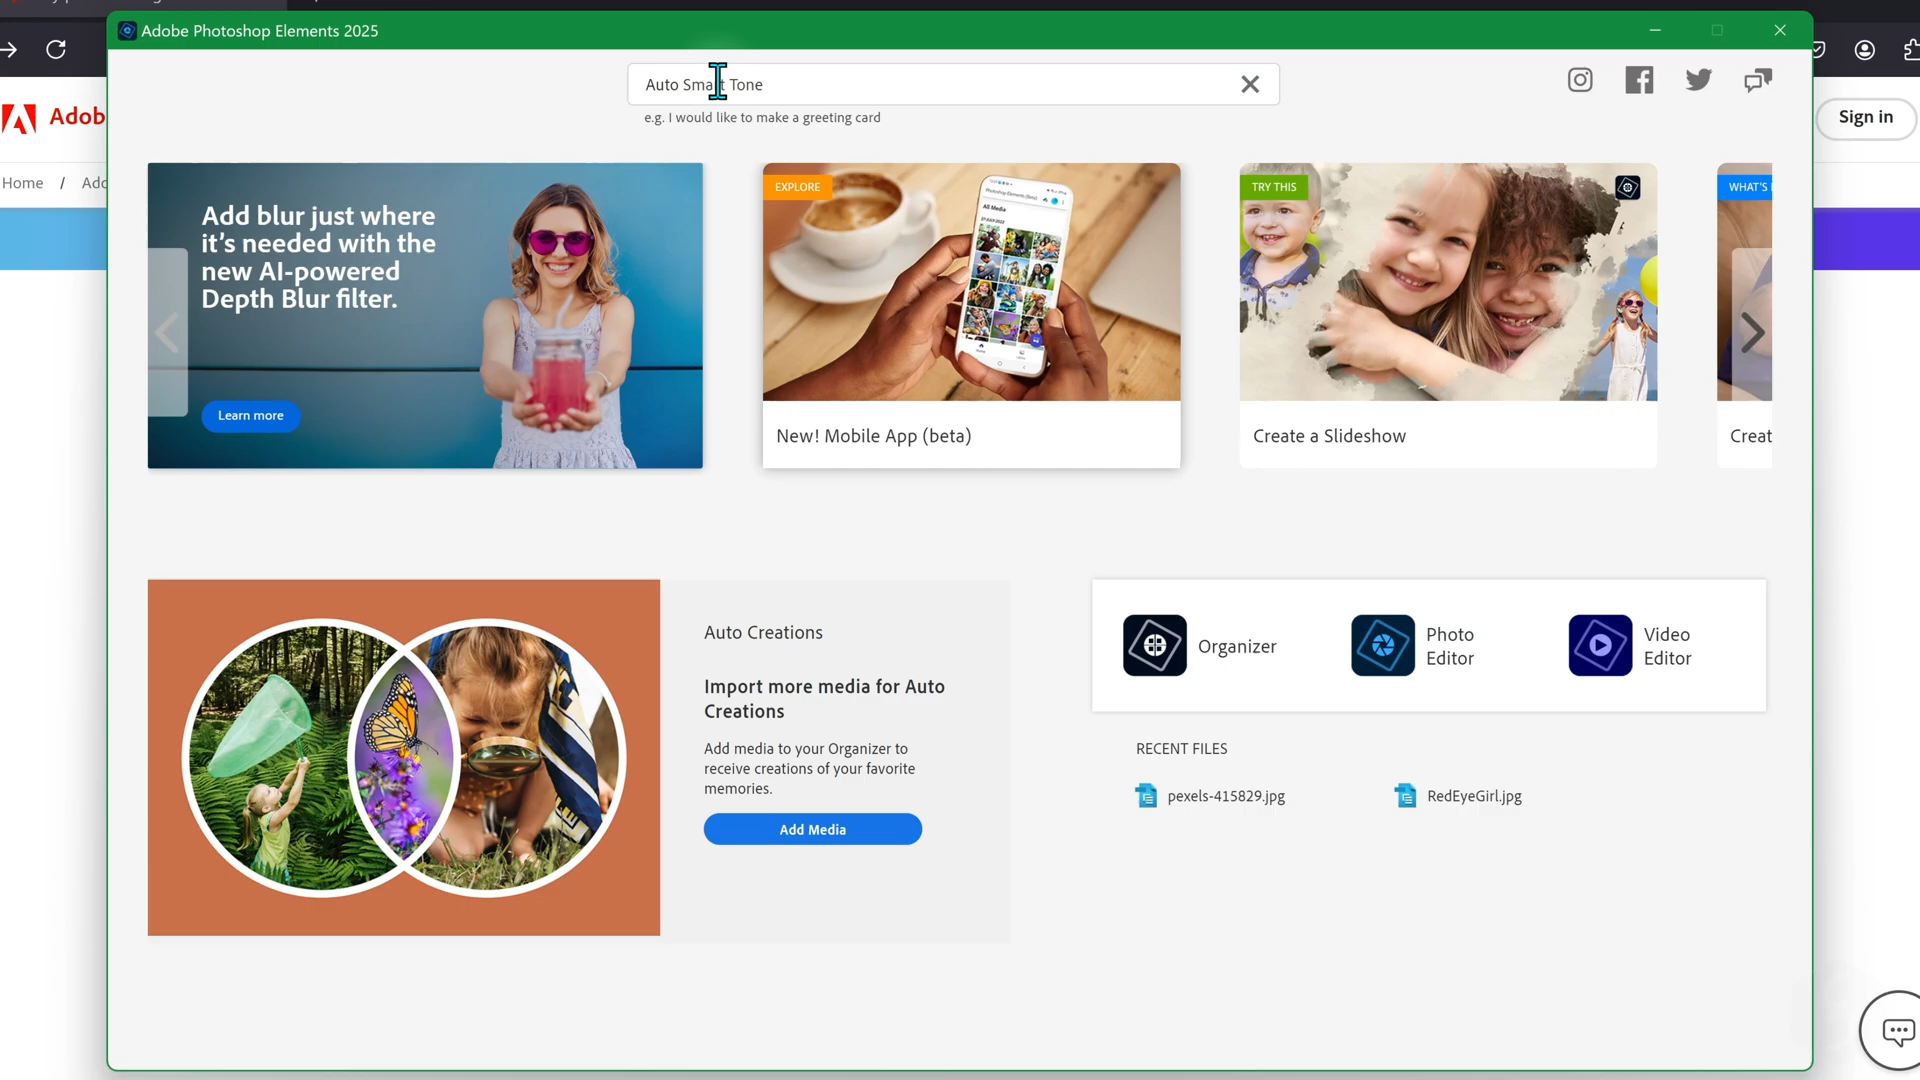 Adobe Photoshop Elements 2025
Adob
Sign in
Home / Adc
Auto Smart Tone
e.g. I would like to make a greeting card
Add blur just where
it's needed with the
new AI-powered
Depth Blur filter.
Learn more
EXPLORE
All Media
New! Mobile App (beta)
TRY THIS
Create a Slideshow
WHAT'S
Creat
Auto Creations
Import more media for Auto
Creations
Add media to your Organizer to
receive creations of your favorite
memories.
Add Media
Organizer
Photo
Editor
Video
Editor
RECENT FILES
pexels-415829.jpg
RedEyeGirl.jpg